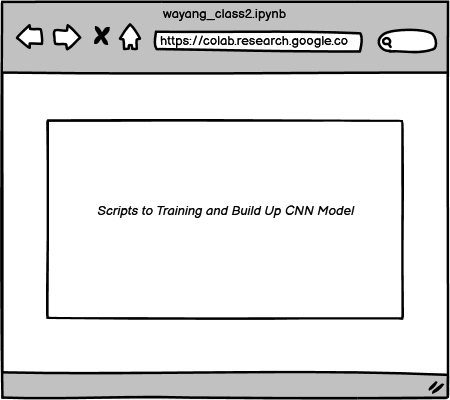 wayang_class2.ipynb
https://colab.research.google.co
Scripts to Training and Build Up CNN Model